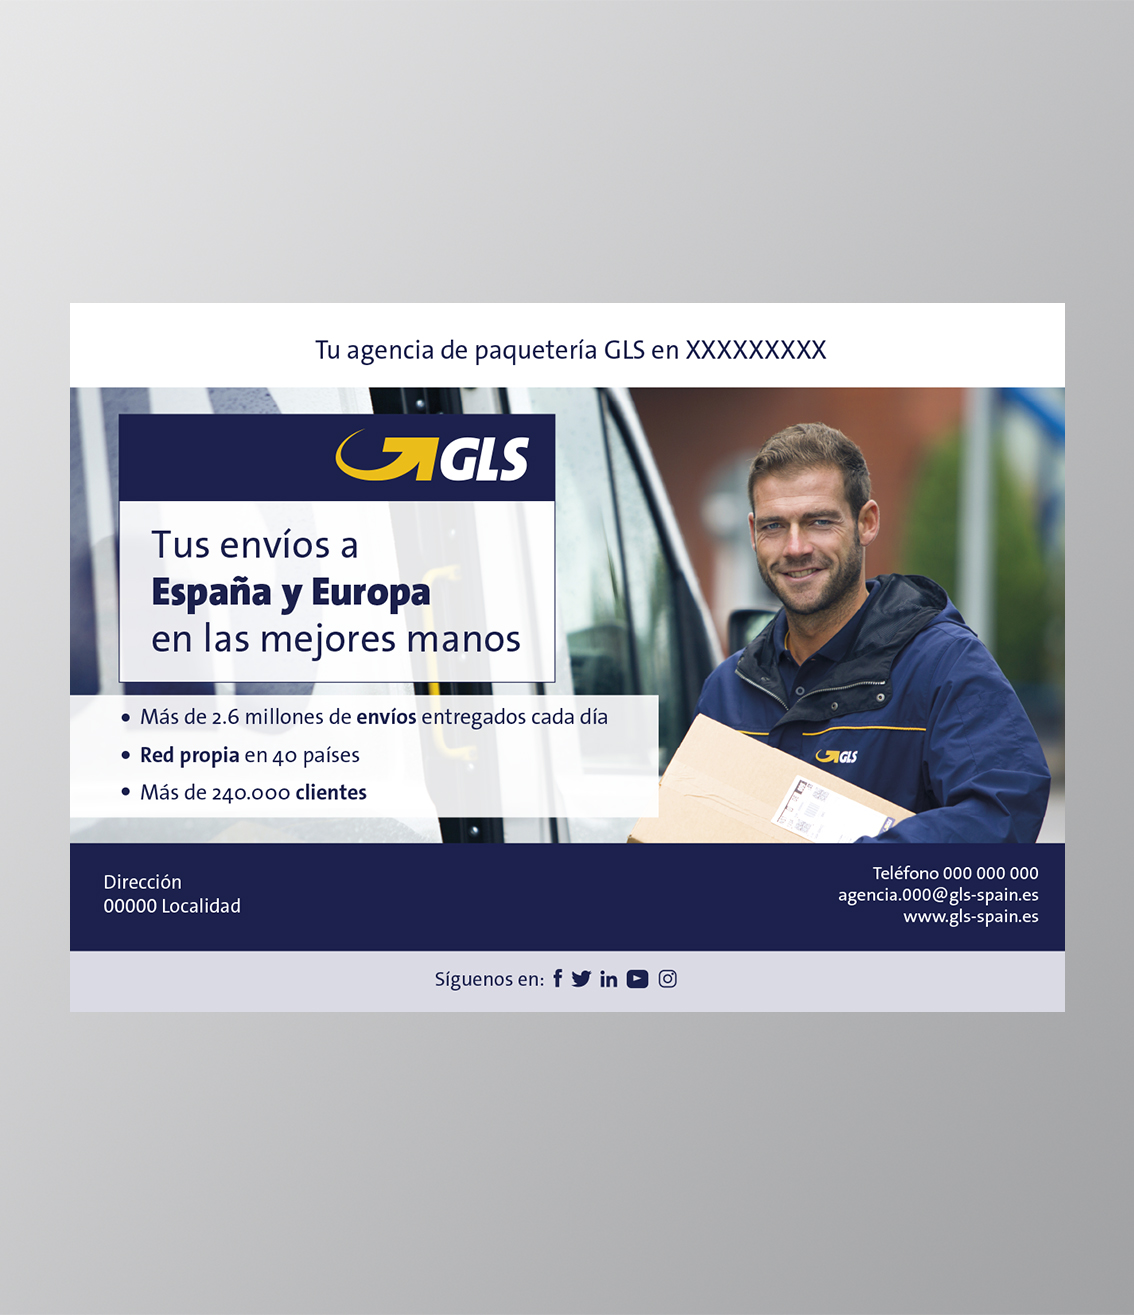 Tu agencia de paquetería GLS en XXXXXXXXX
GLS
Tus envíos a
España y Europa
en las mejores manos
• Más de 2.6 millones de envíos entregados cada día
• Red propia en 40 países
• Más de 240.000 clientes
GLS
Dirección
00000 Localidad
Teléfono 000 000 000
agencia.000@gls-spain.es
www.gls-spain.es
Síguenos en: